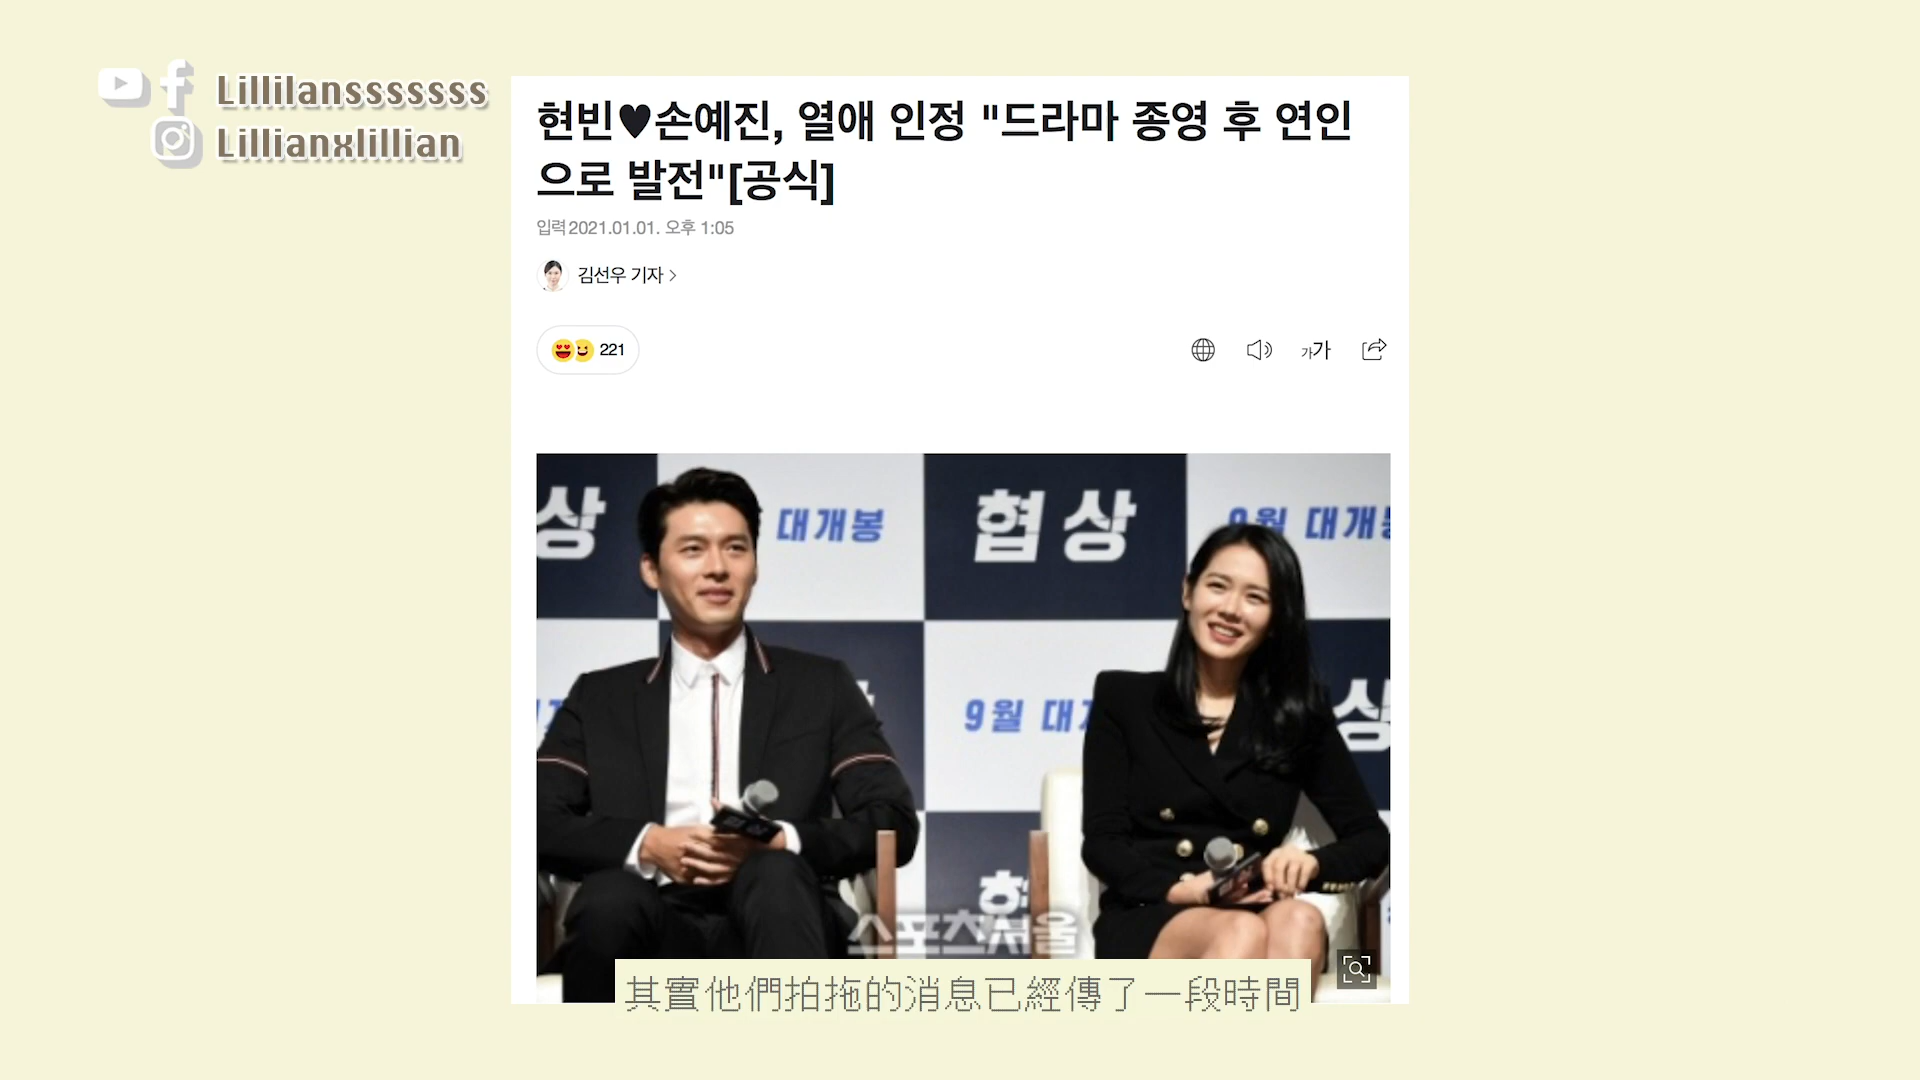 Lillilansssssss
Lillianxlillian
현빈♥손예진, 열애 인정 "드라마 종영 후 연인
으로 발전"[공식]
입력 2021.01.01. 오후 1:05
김선우 기자
221
가가
상
대개봉
협상
9월 대개
9월 대
상
협
스포츠서울
其實他們拍拖的消息已經傳了一段時間